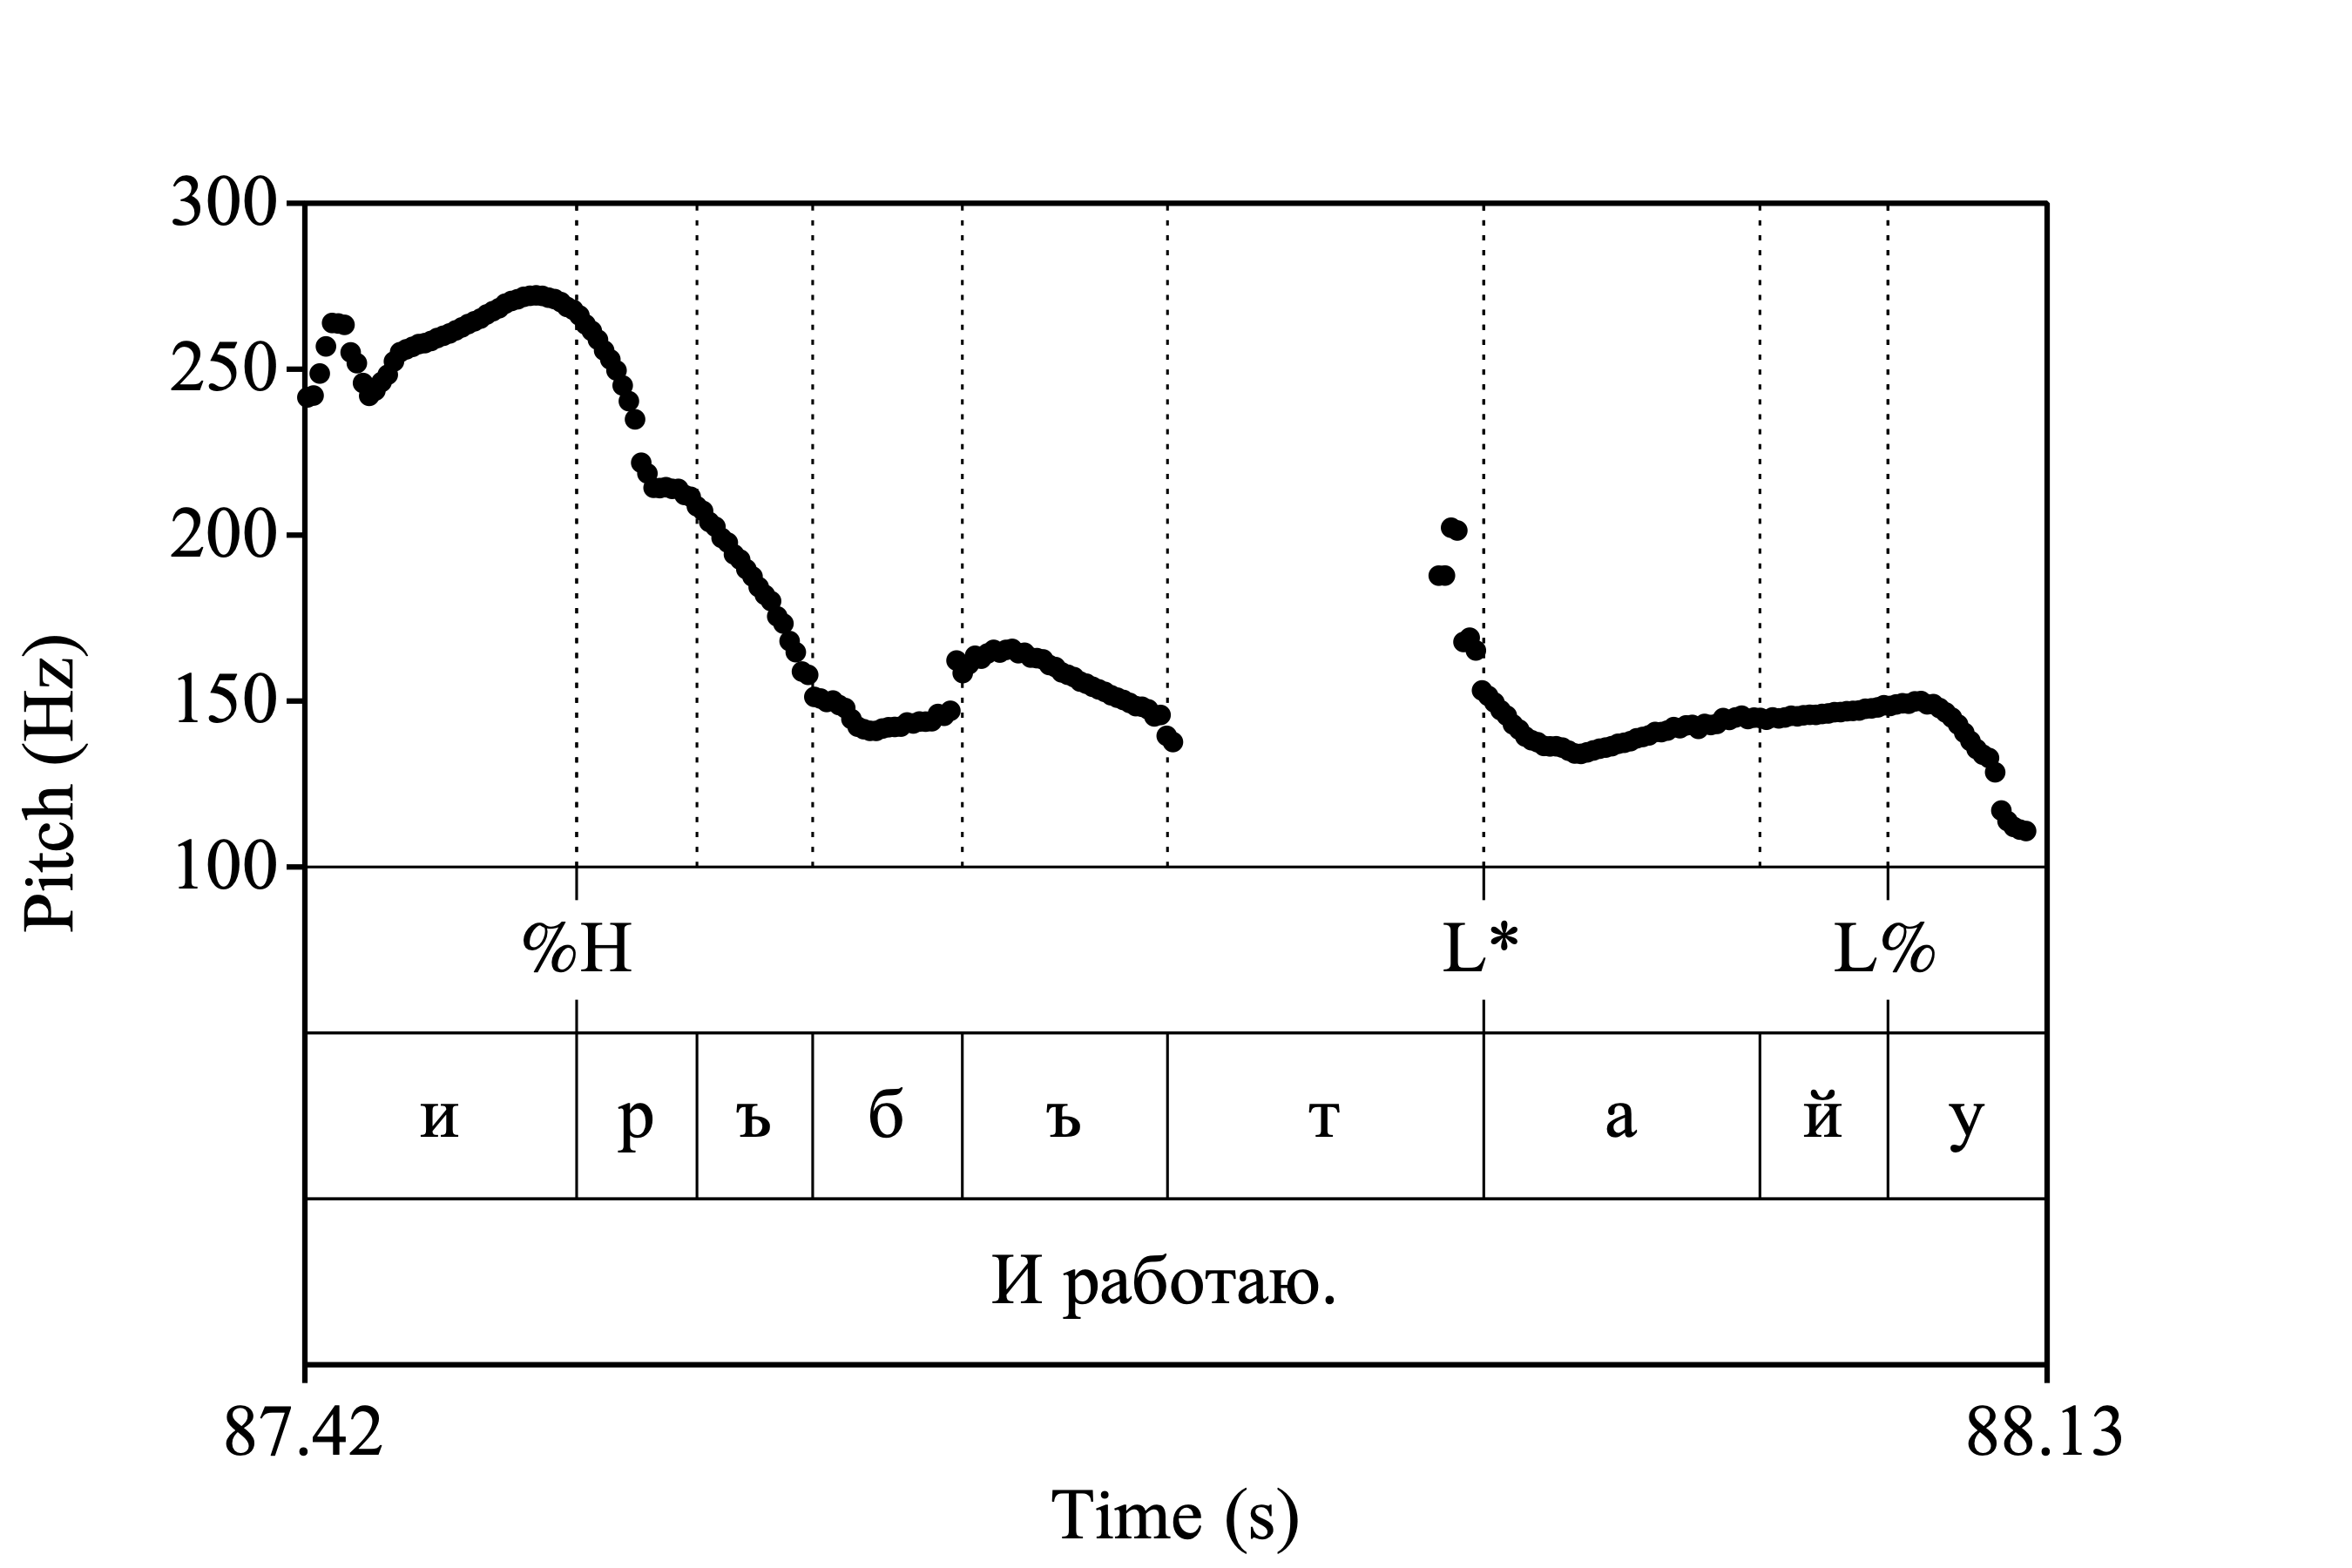 300
250
200
150
100
Pitch (Hz)
%H L* L%
и р ъ б ъ т а й у
И работаю.
87.42 88.13
Time (s)